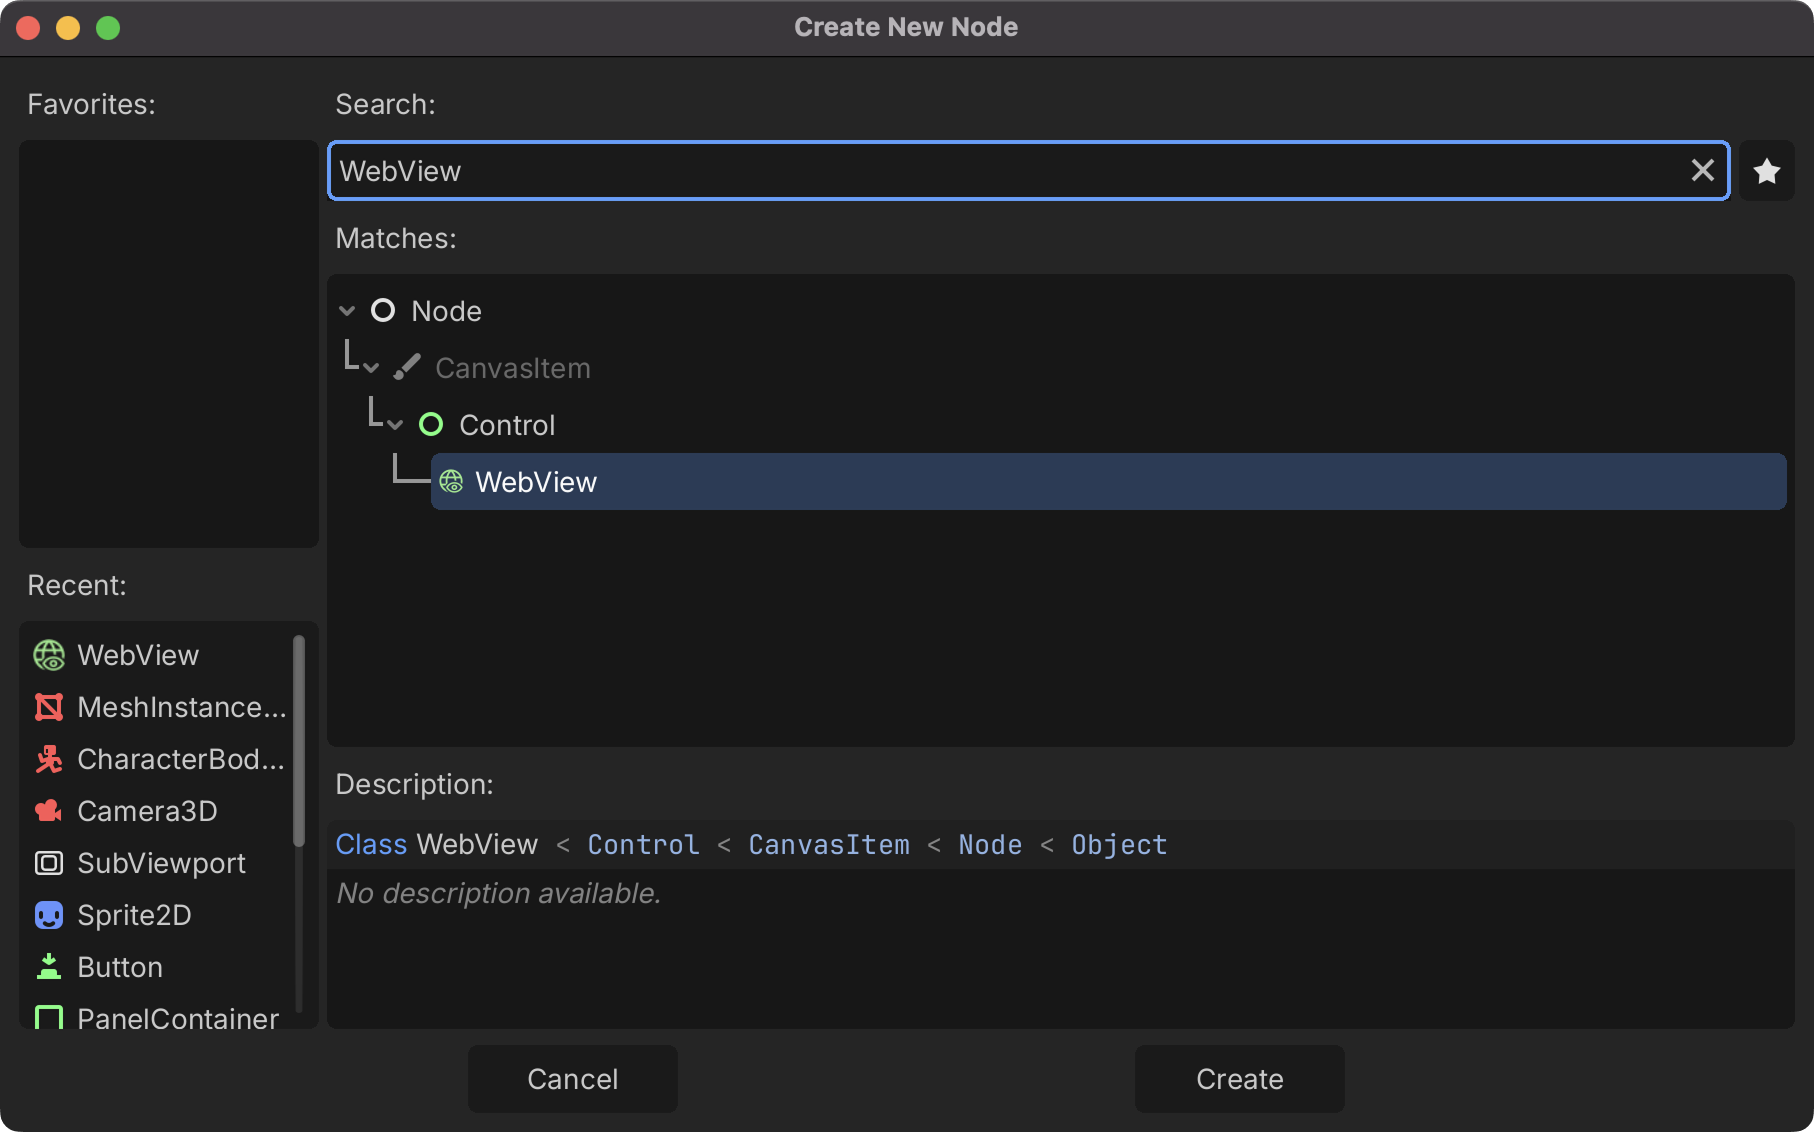 Create New Node
Favorites:
Search:
WebView
Matches:
Node
CanvasItem
Control
WebView
Recent:
WebView
MeshInstance...
CharacterBod...
Camera3D
SubViewport
Sprite2D
Button
PanelContainer
Description:
Class WebView < Control < CanvasItem < Node < Object
No description available.
Cancel
Create